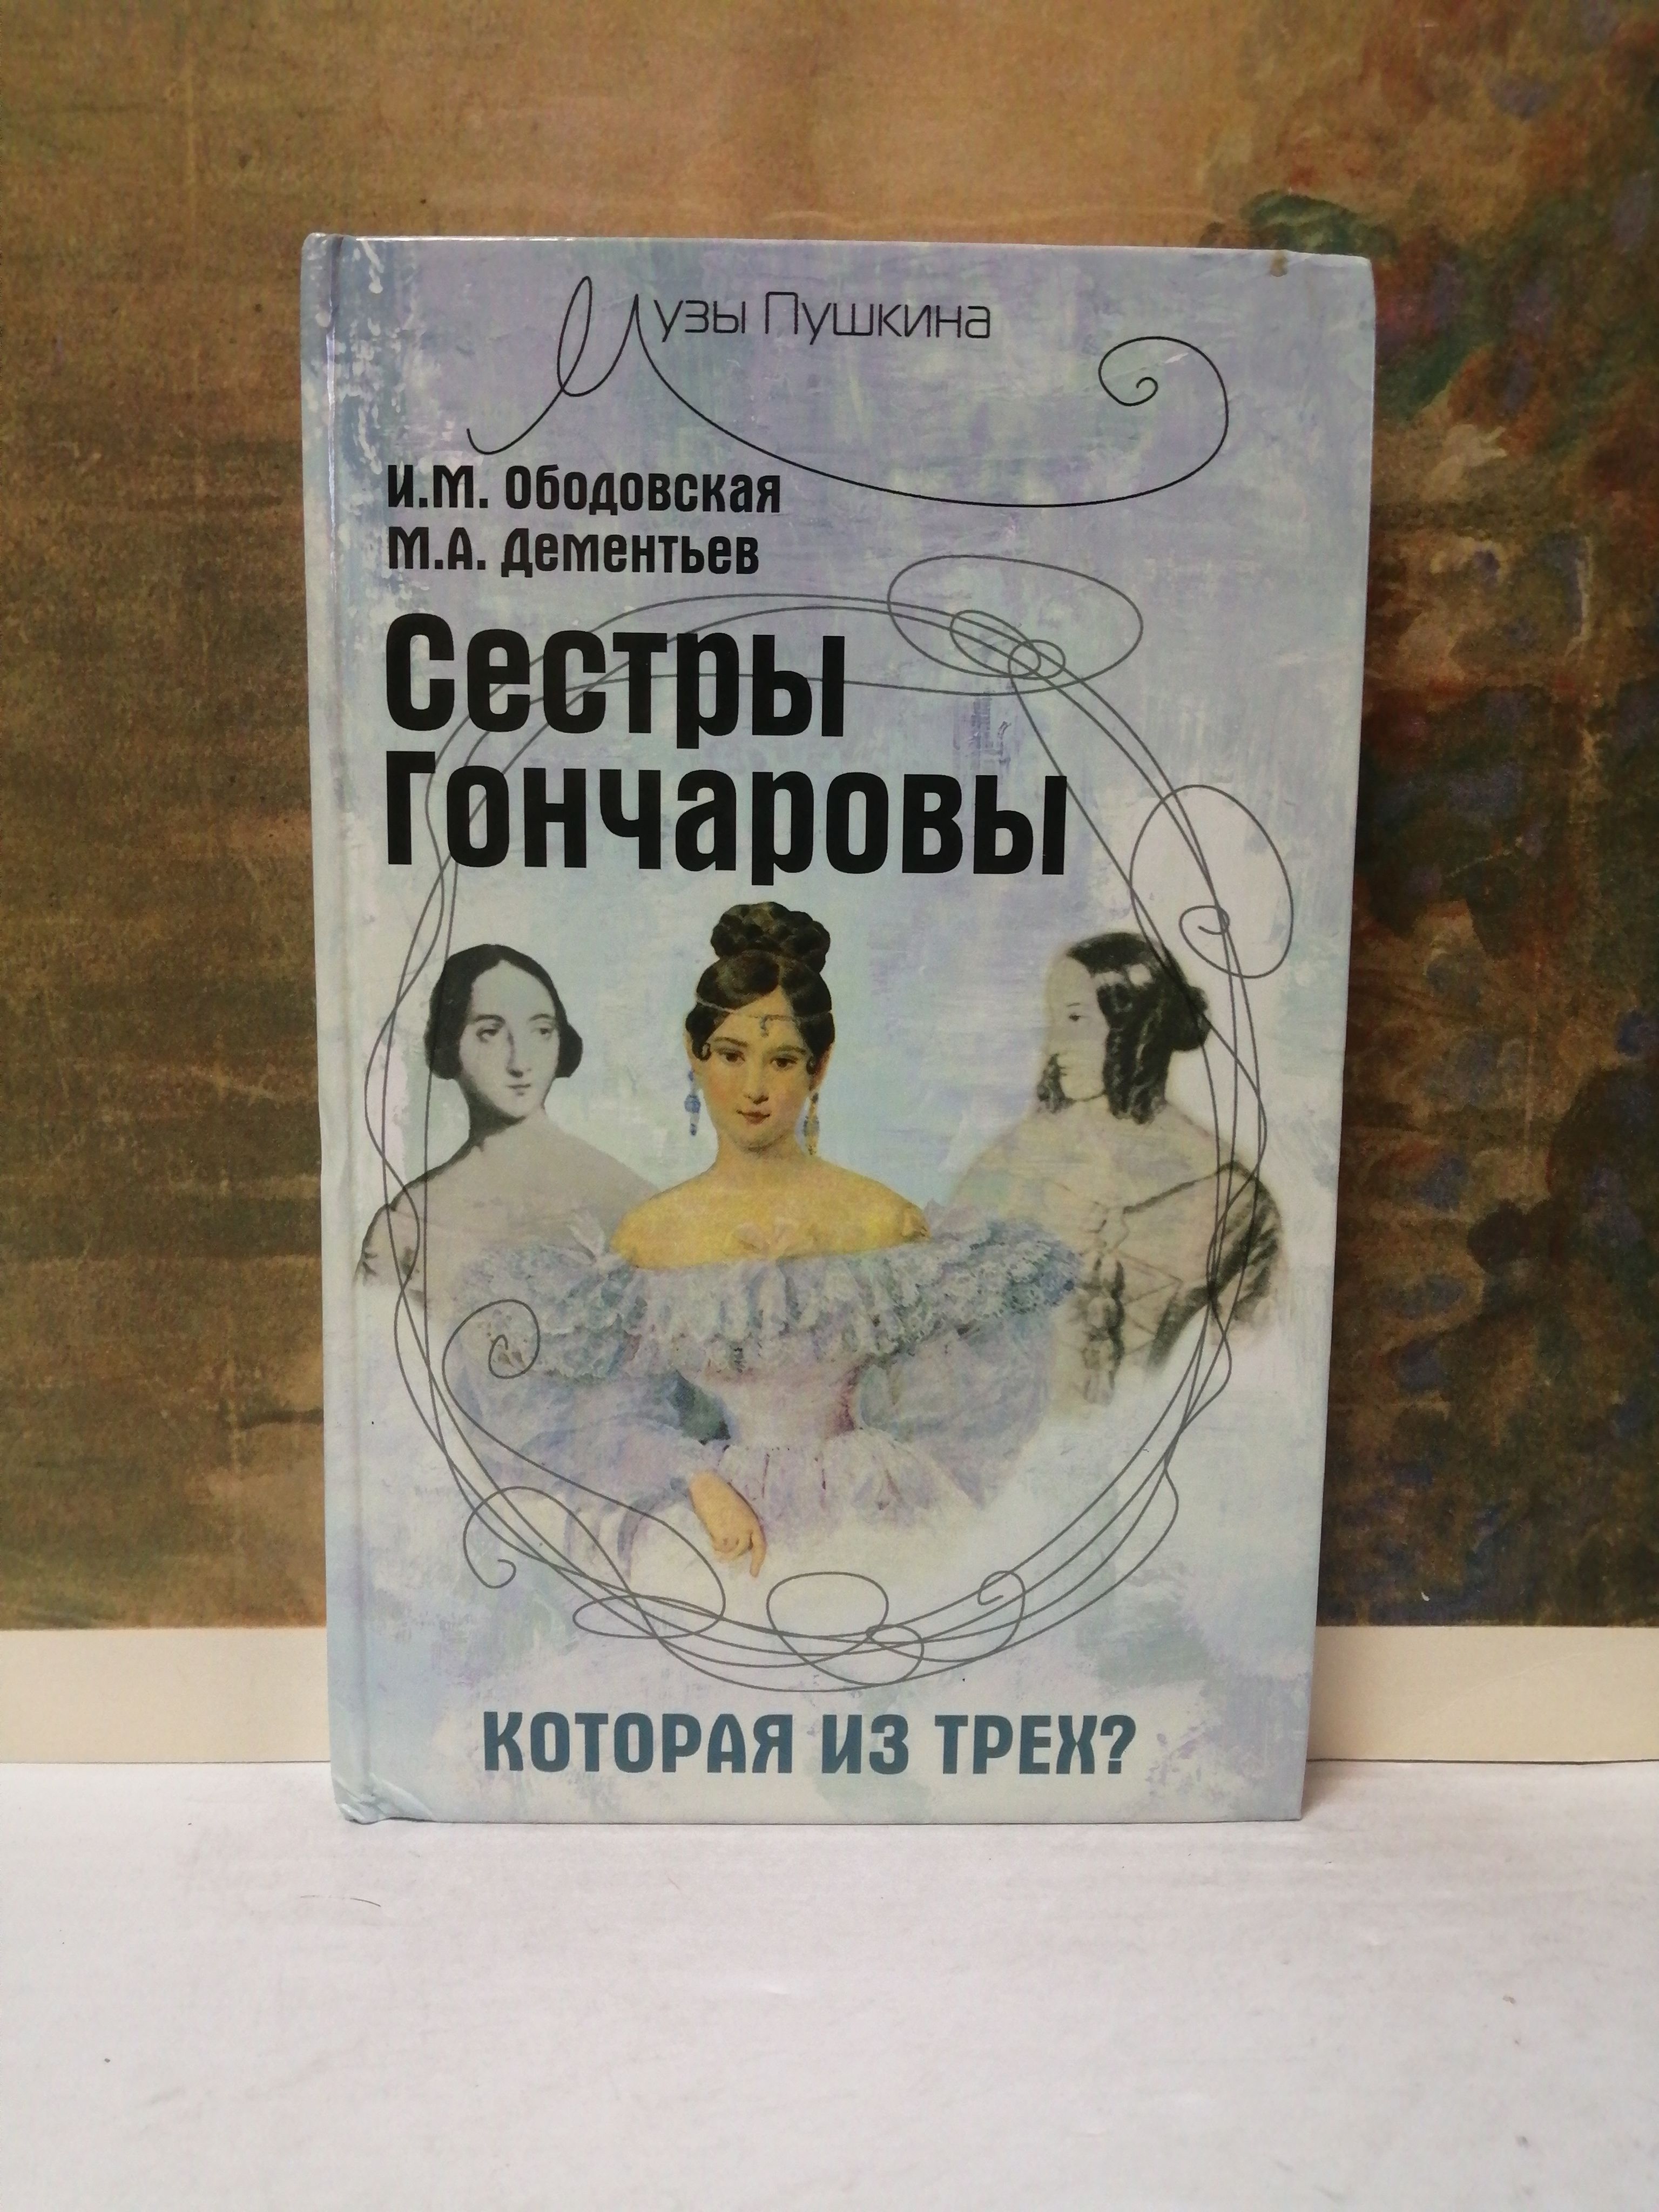 Музы Пушкина
И.М. Ободовская
М.А. Дементьев
Сестры
Гончаровы
КОТОРАЯ ИЗ ТРЕХ?